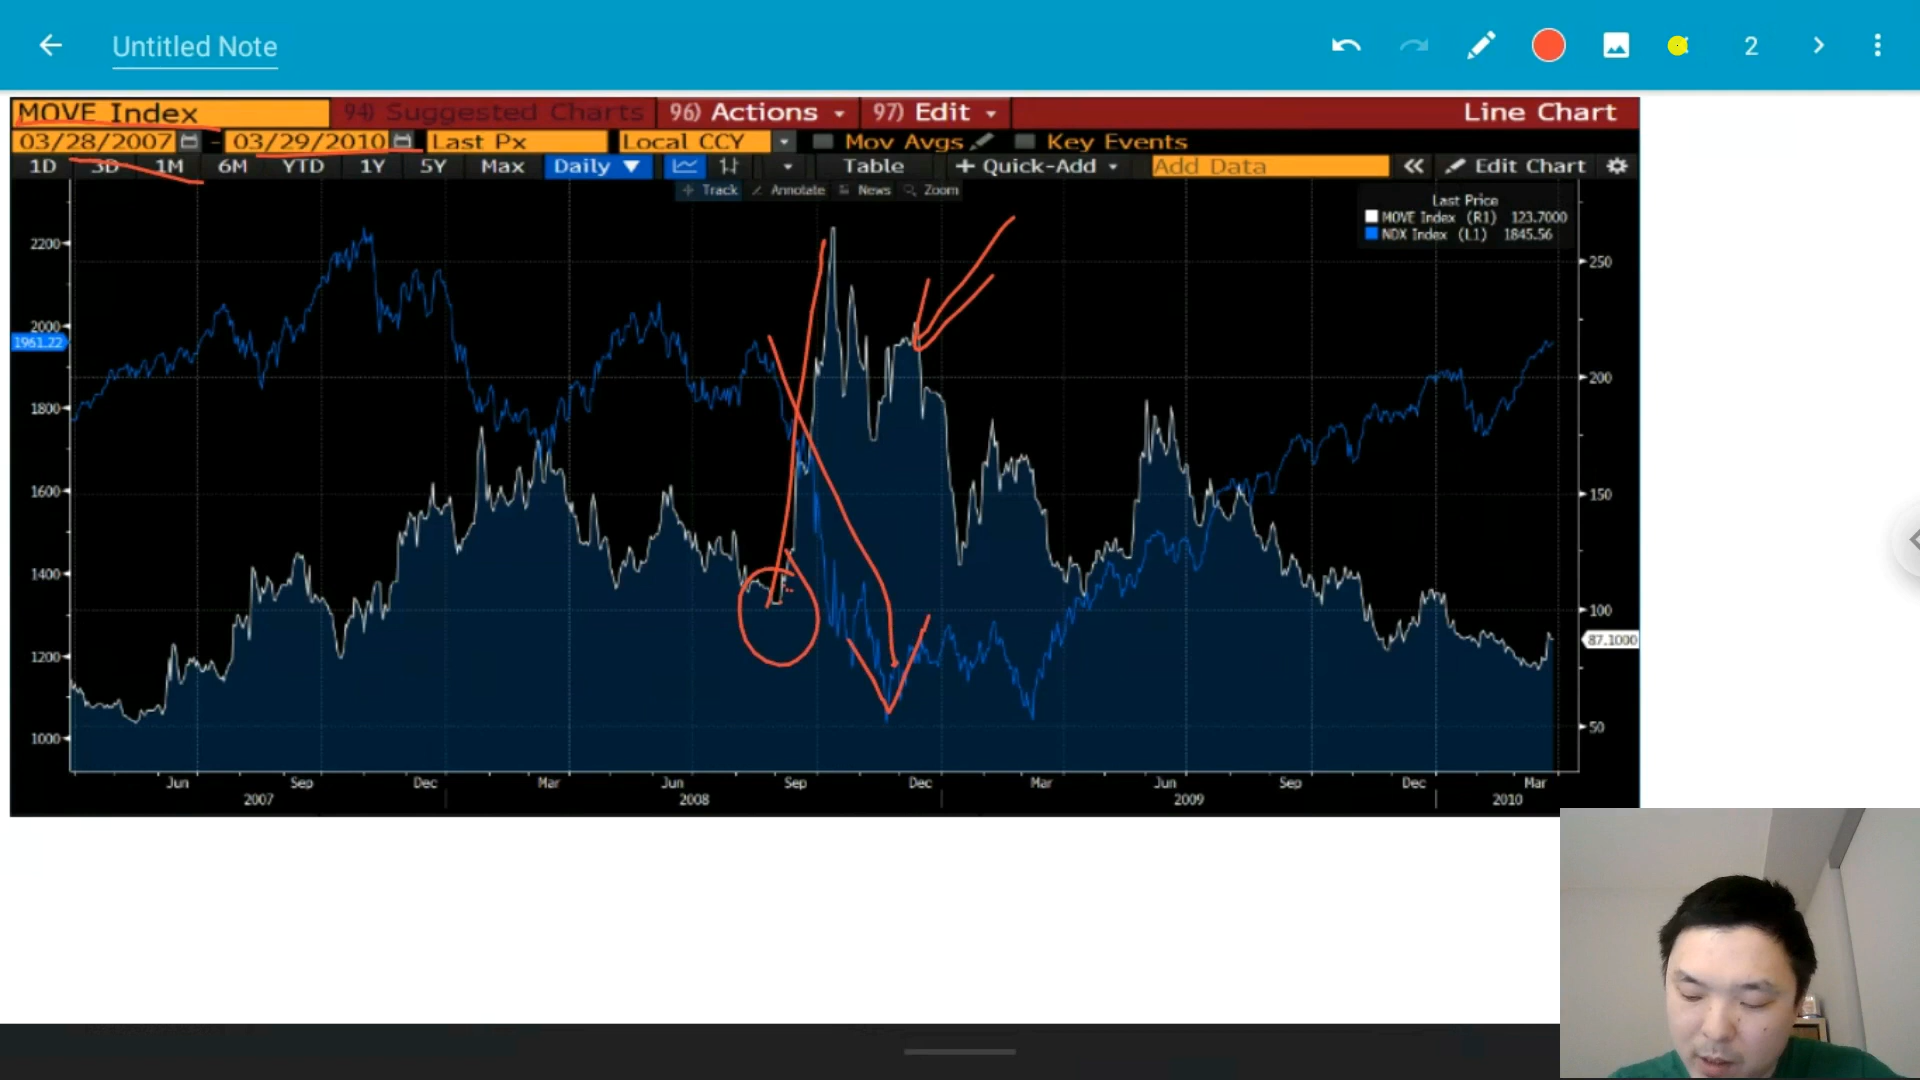 Untitled Note
2
MOVE Index 94) Suggested Charts 96) Actions 97) Edit Line Chart
03/28/2007 - 03/29/2010 Last Px Local CCY Mov Avgs Key Events
1D 3D 1M 6M YTD 1Y 5Y Max Daily ▼ Table + Quick-Add Add Data « Edit Chart
Track Annotate News Zoom
Last Price
MOVE Index (R1) 123.7000
NDX Index (L1) 1845.56
2200
2000
1961.22
1800
1600
1400
1200
1000
250
200
150
100
87.1000
50
Jun Sep Dec Mar Jun Sep Dec Mar Jun Sep Dec Mar
2007 2008 2009 2010